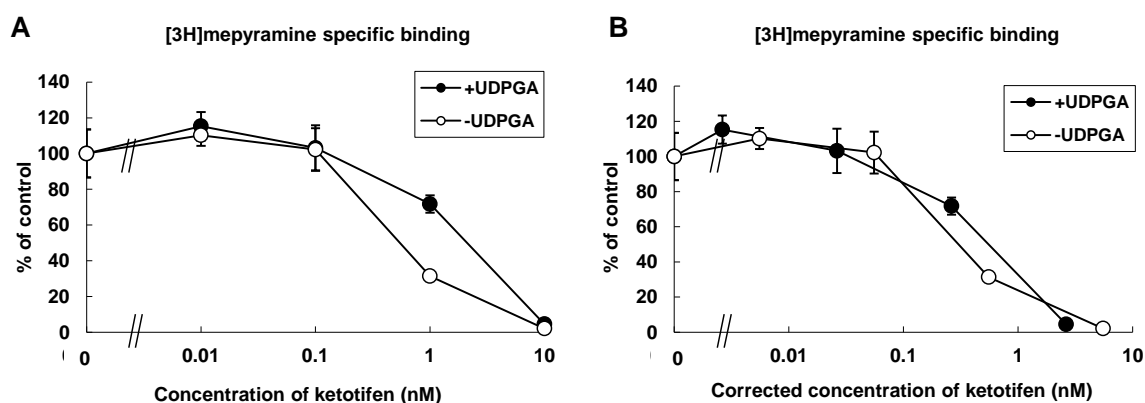 A
[3H]mepyramine specific binding
+UDPGA
-UDPGA
140
120
100
80
60
40
20
0
% of control
0
0.01
0.1
1
10
Concentration of ketotifen (nM)
B
[3H]mepyramine specific binding
+UDPGA
-UDPGA
140
120
100
80
60
40
20
0
% of control
0
0.01
0.1
1
10
Corrected concentration of ketotifen (nM)